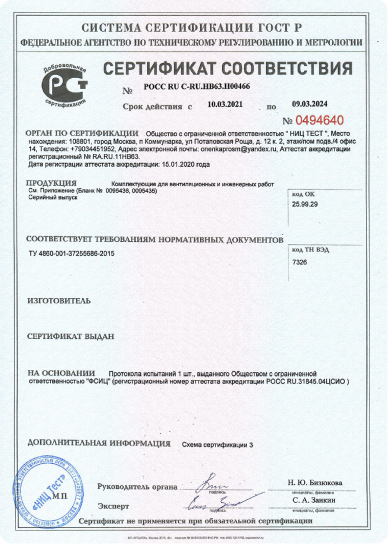 СИСТЕМА СЕРТИФИКАЦИИ ГОСТ Р
ФЕДЕРАЛЬНОЕ АГЕНТСТВО ПО ТЕХНИЧЕСКОМУ РЕГУЛИРОВАНИЮ И МЕТРОЛОГИИ
Добровольная
сертификация
СЕРТИФИКАТ СООТВЕТСТВИЯ
№ РОСС RU C-RU.НВ63.Н00466
Срок действия с 10.03.2021 по 09.03.2024
№ 0494640
ОРГАН ПО СЕРТИФИКАЦИИ Общество с ограниченной ответственностью " НИЦ ТЕСТ ", Место
нахождения: 108801, город Москва, п Коммунарка, ул Потаповская Роща, д. 12 к. 2, этаж/пом подв./4 офис
14, Телефон: +79034451952, Адрес электронной почты: onenkaprosm@yandex.ru, Аттестат аккредитации
регистрационный № RA.RU.11НВ63.
Дата регистрации аттестата аккредитации: 15.01.2020 года
ПРОДУКЦИЯ Комплектующие для вентиляционных и инженерных работ
См. Приложение (Бланк № 0095436, 0095435)
Серийный выпуск
код ОК
25.99.29
СООТВЕТСТВУЕТ ТРЕБОВАНИЯМ НОРМАТИВНЫХ ДОКУМЕНТОВ
ТУ 4860-001-37255686-2015
код ТН ВЭД
7326
ИЗГОТОВИТЕЛЬ
СЕРТИФИКАТ ВЫДАН
НА ОСНОВАНИИ Протокола испытаний 1 шт., выданного Обществом с ограниченной
ответственностью "ФСИЦ" (регистрационный номер аттестата аккредитации РОСС RU.31845.04ЦСИО )
ДОПОЛНИТЕЛЬНАЯ ИНФОРМАЦИЯ Схема сертификации 3
Руководитель органа
подпись
Н. Ю. Бизюкова
инициалы, фамилия
"НИЦ Тест"
МП
Эксперт
подпись
С. А. Заикин
инициалы, фамилия
Сертификат не применяется при обязательной сертификации